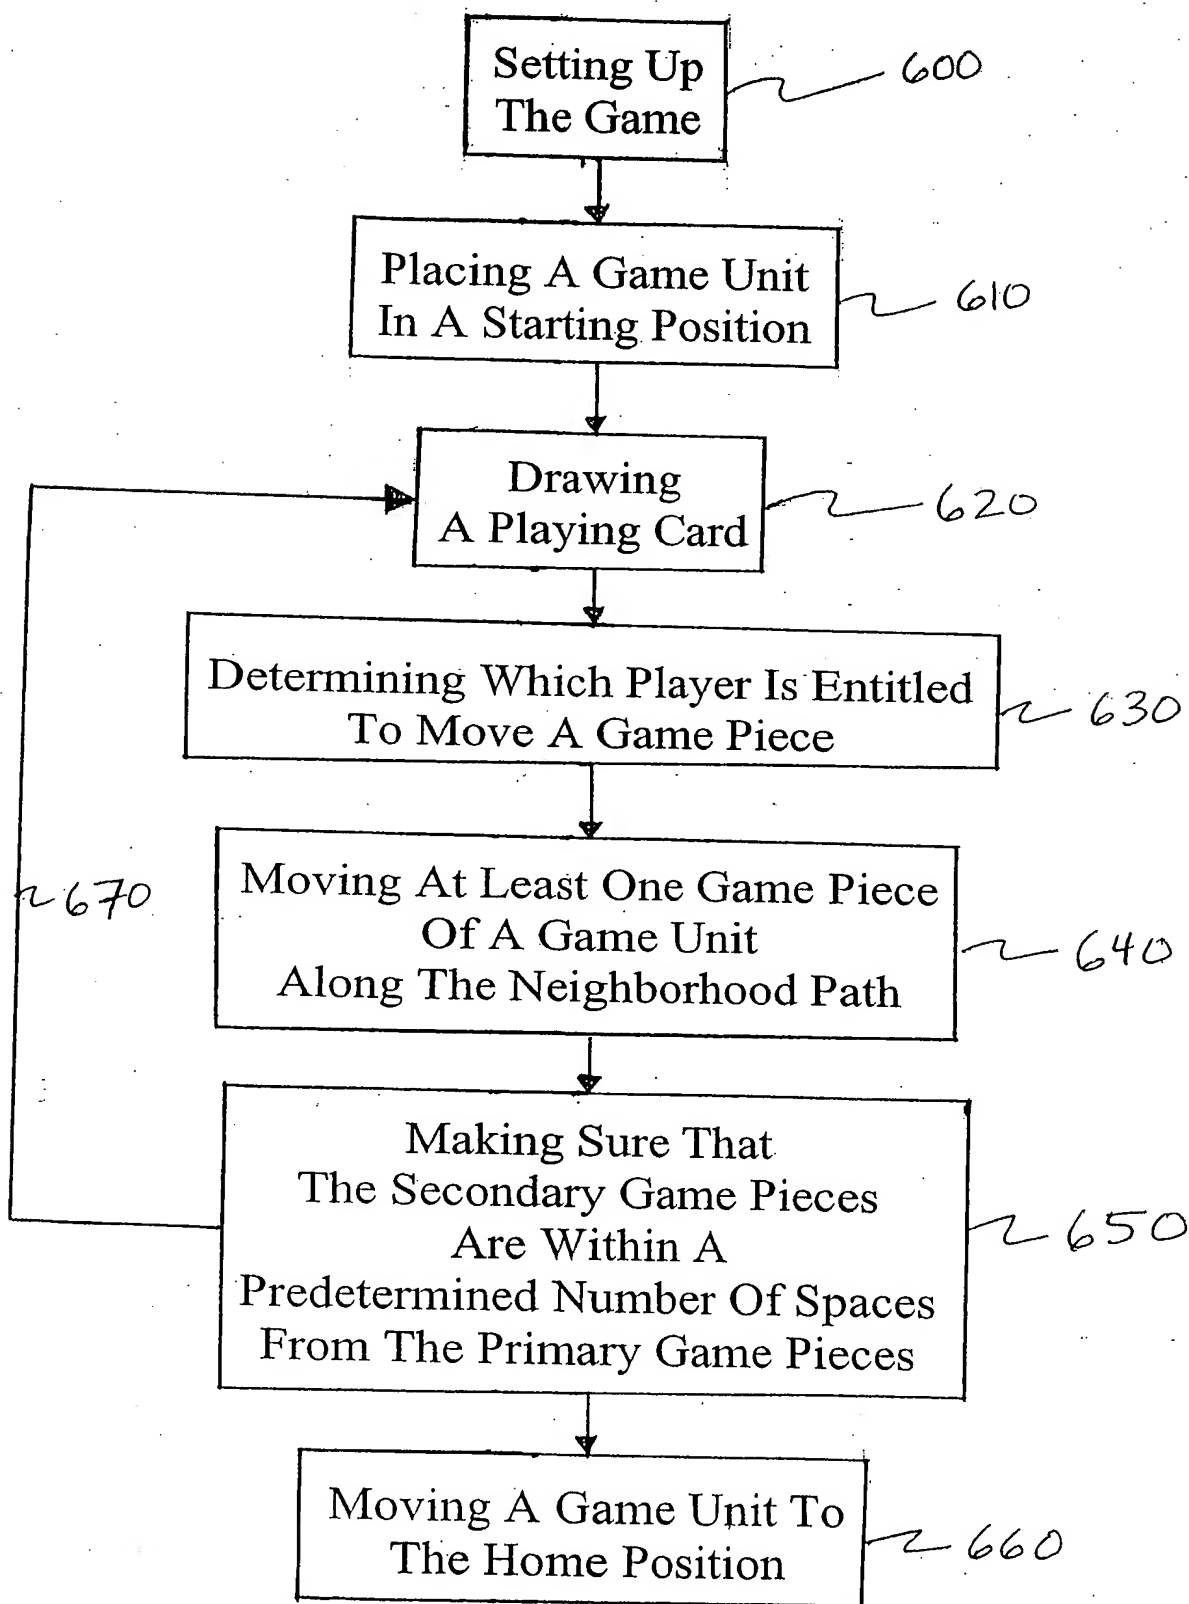 Setting Up
The Game
600
Placing A Game Unit
In A Starting Position
610
Drawing
A Playing Card
620
Determining Which Player Is Entitled
To Move A Game Piece
630
Moving At Least One Game Piece
Of A Game Unit
Along The Neighborhood Path
640
670
Making Sure That
The Secondary Game Pieces
Are Within A
Predetermined Number Of Spaces
From The Primary Game Pieces
650
Moving A Game Unit To
The Home Position
660